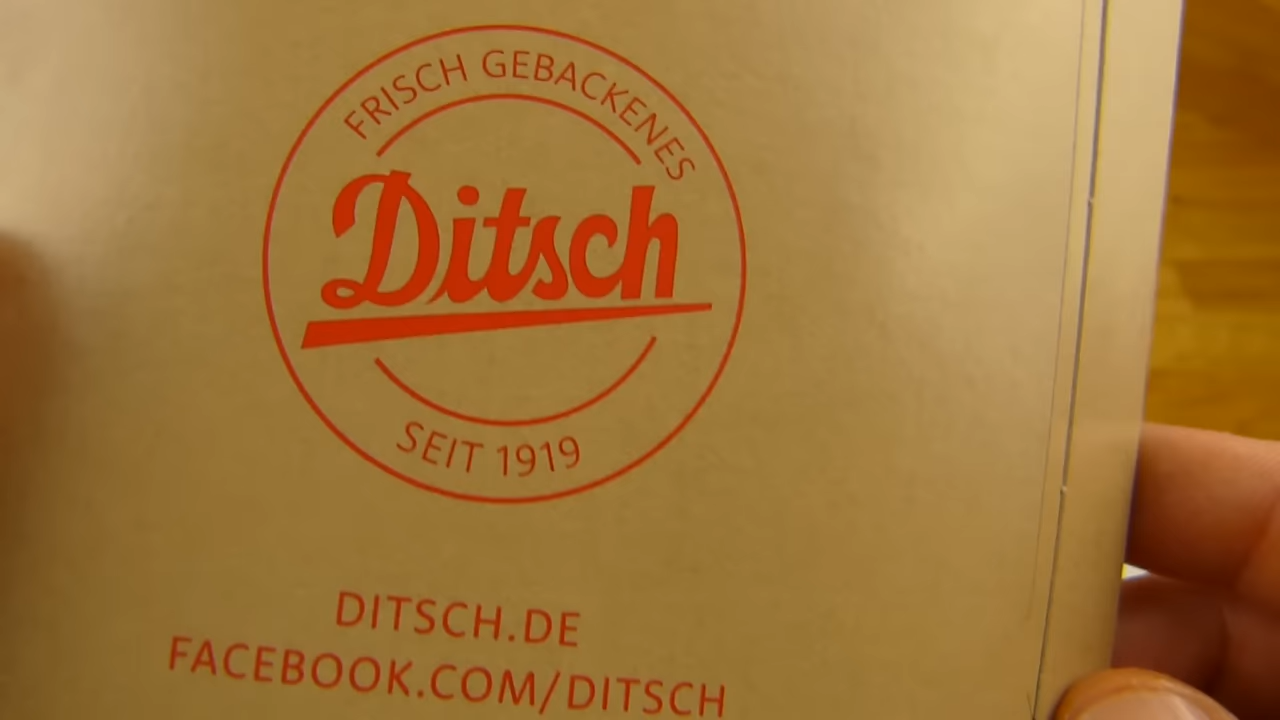 FRISCH GEBACKENES
Ditsch
SEIT 1919
DITSCH.DE
FACEBOOK.COM/DITSCH